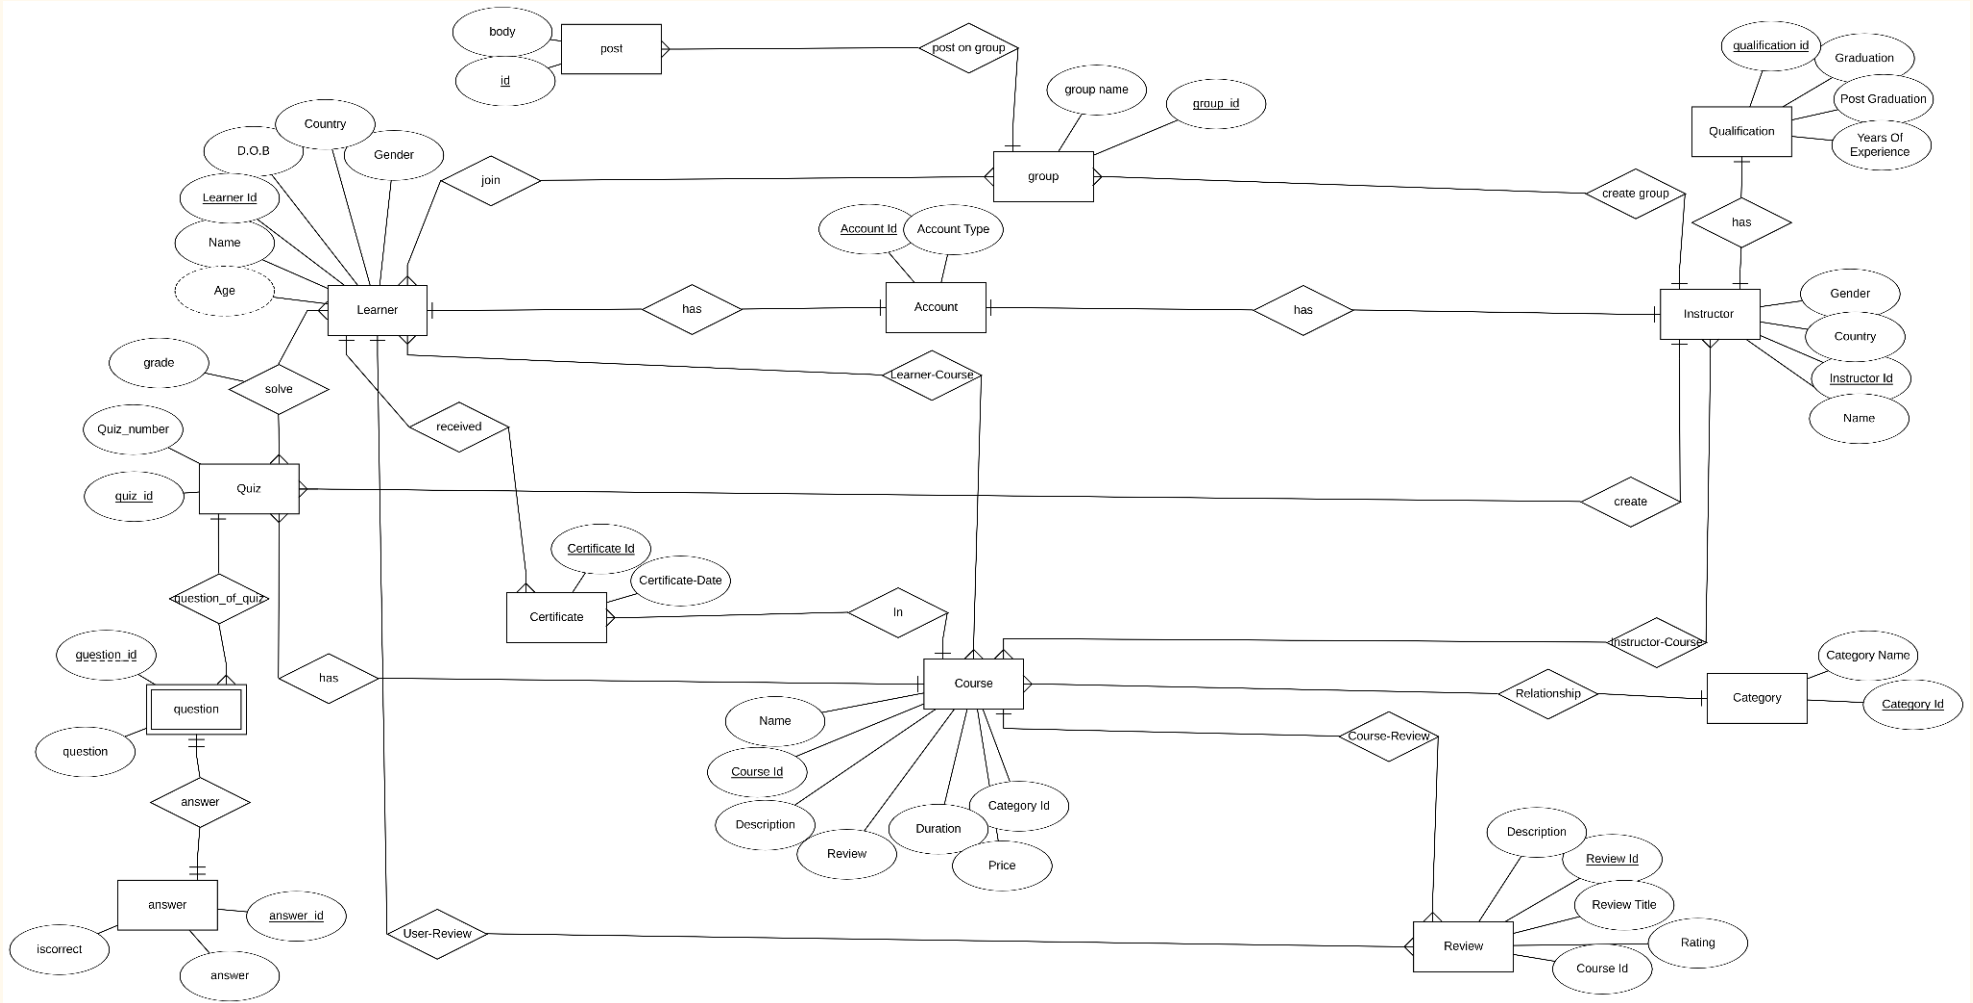 body
post
id
post on group
group name
group_id
group
qualification id
Graduation
Post Graduation
Years Of
Experience
Qualification
has
create group
Country
D.O.B
Gender
Learner Id
Name
Age
Learner
join
Account Id
Account Type
Account
has
has
Instructor
Gender
Country
Instructor Id
Name
grade
solve
Learner-Course
received
Quiz_number
quiz_id
Quiz
create
Certificate Id
Certificate-Date
Certificate
In
question_of_quiz
question_id
question
question
has
Course
Instructor-Course
Relationship
Category
Category Name
Category Id
Name
Course Id
Description
Review
Duration
Category Id
Price
Course-Review
answer
answer
answer_id
iscorrect
answer
User-Review
Description
Review Id
Review Title
Rating
Course Id
Review